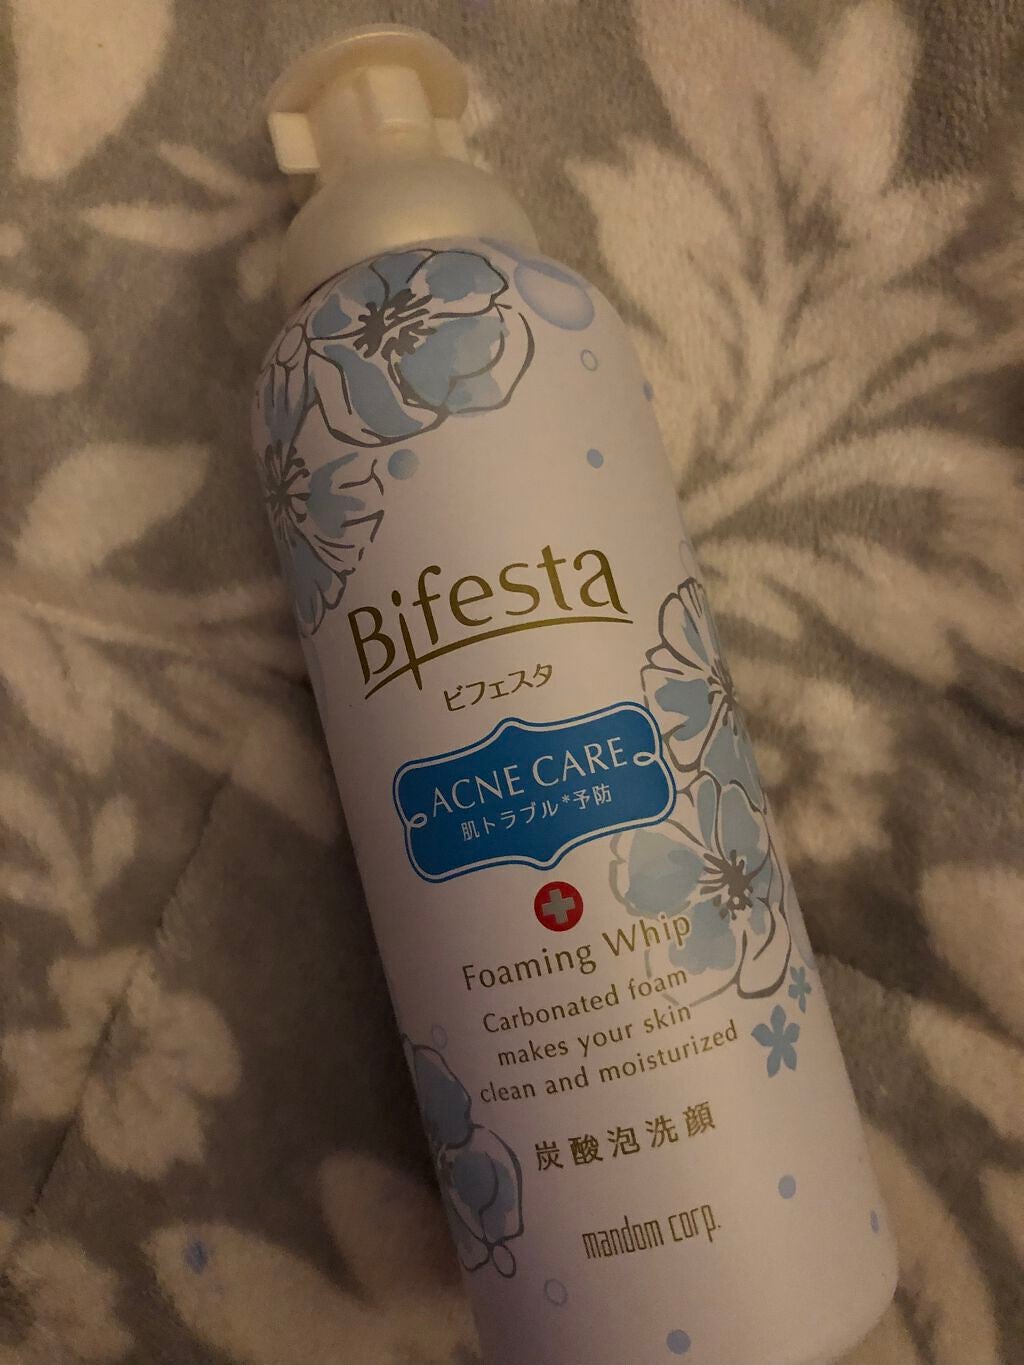 Bifesta
ビフェスタ
ACNE CARE
肌トラブル*予防
Foaming Whip
Carbonated foam
makes your skin
clean and moisturized
炭酸泡洗顔
mandom corp.